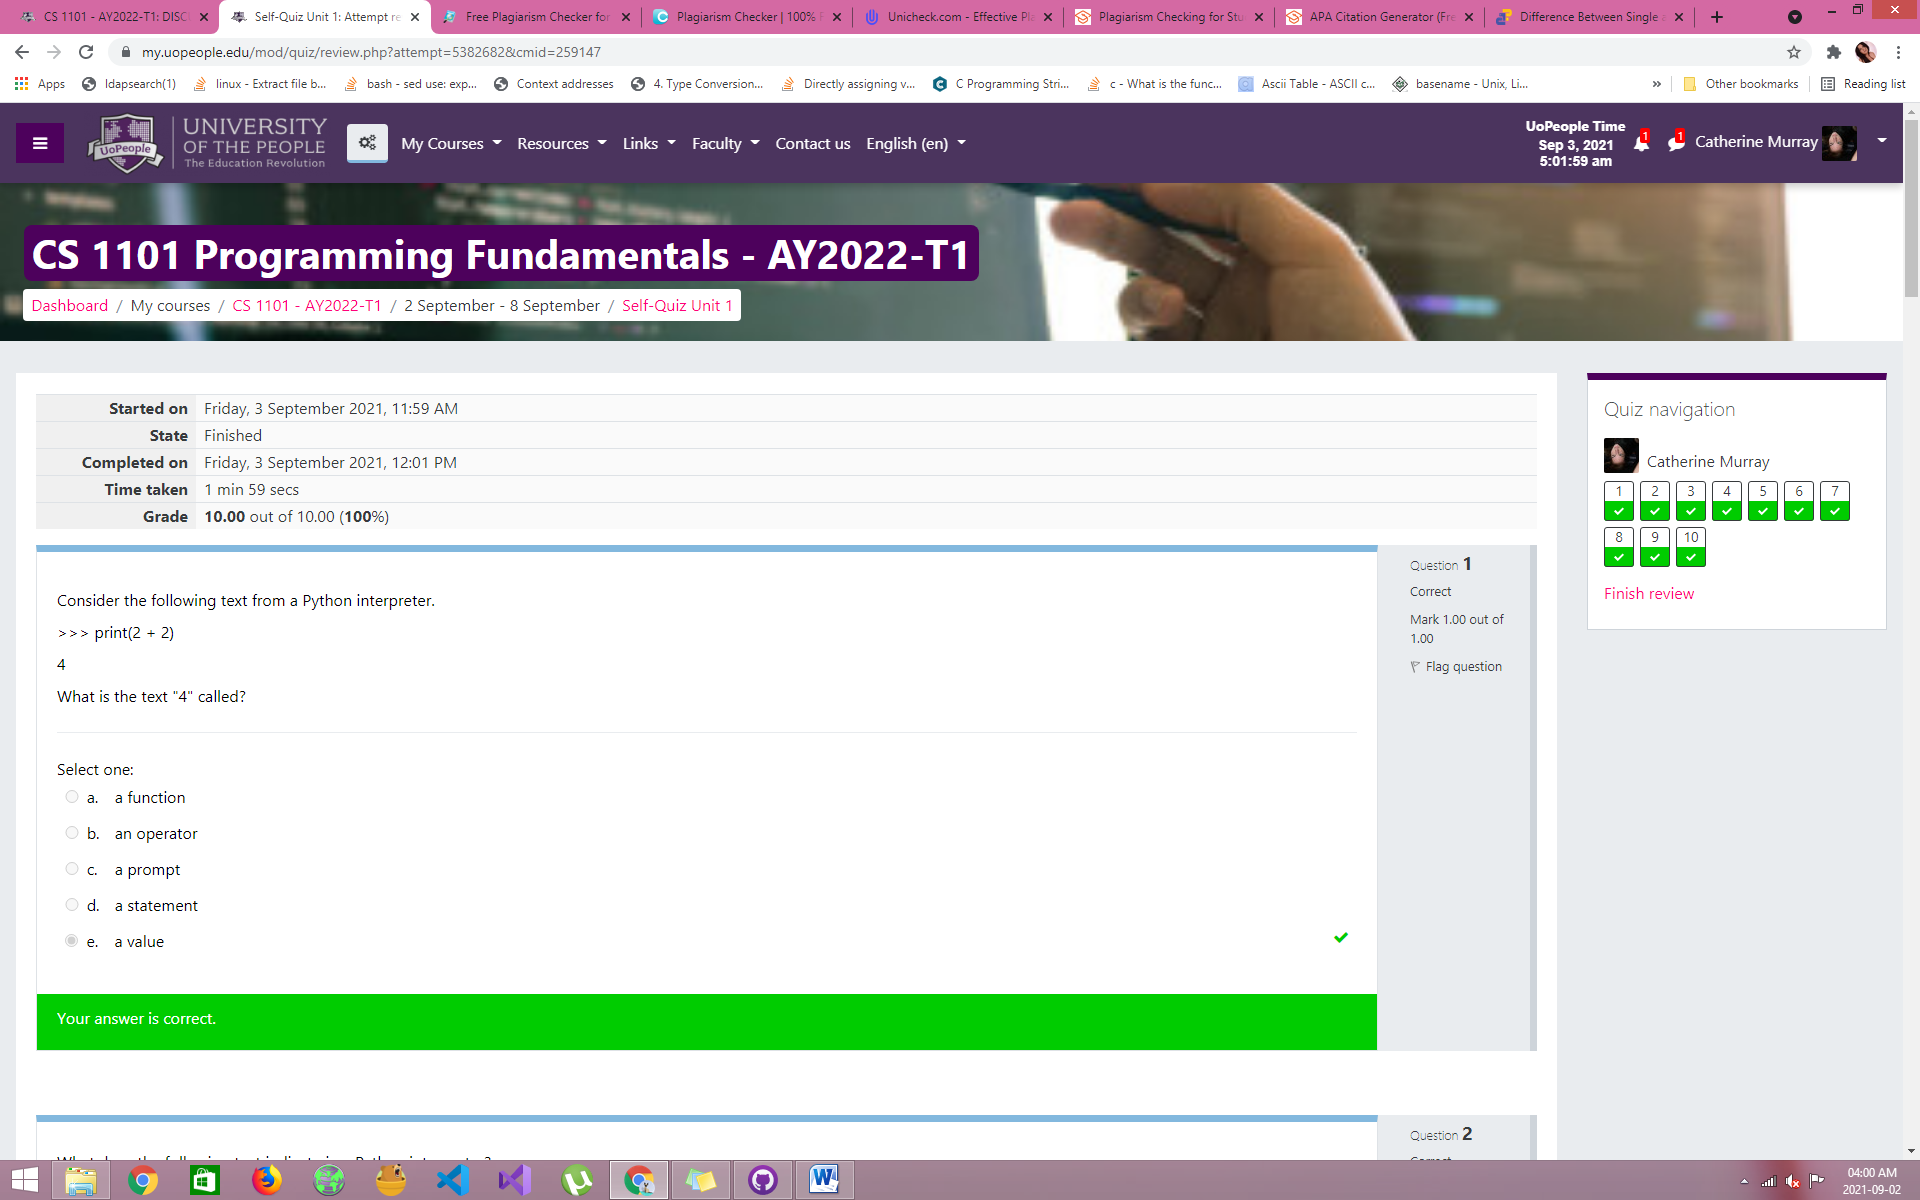 CS 1101 - AY2022-T1: DISC
Self-Quiz Unit 1: Attempt re
Free Plagiarism Checker for
Plagiarism Checker | 100% F
Unicheck.com - Effective Pl
Plagiarism Checking for Stu
APA Citation Generator (Fre
Difference Between Single a
my.uopeople.edu/mod/quiz/review.php?attempt=5382682&cmid=259147
Apps
ldapsearch(1)
linux - Extract file b...
bash - sed use: exp...
Context addresses
4. Type Conversion...
Directly assigning v...
C Programming Stri...
c - What is the func...
Ascii Table - ASCII c...
basename - Unix, Li...
»
Other bookmarks
Reading list
UoPeople
UNIVERSITY
OF THE PEOPLE
The Education Revolution
My Courses
Resources
Links
Faculty
Contact us
English (en)
UoPeople Time
Sep 3, 2021
5:01:59 am
1
1
Catherine Murray
CS 1101 Programming Fundamentals - AY2022-T1
Dashboard / My courses / CS 1101 - AY2022-T1 / 2 September - 8 September / Self-Quiz Unit 1
Started on Friday, 3 September 2021, 11:59 AM
State Finished
Completed on Friday, 3 September 2021, 12:01 PM
Time taken 1 min 59 secs
Grade 10.00 out of 10.00 (100%)
Consider the following text from a Python interpreter.
>>> print(2 + 2)
4
What is the text "4" called?
Select one:
a. a function
b. an operator
c. a prompt
d. a statement
e. a value
Your answer is correct.
Question 1
Correct
Mark 1.00 out of
1.00
Flag question
Question 2
Quiz navigation
Catherine Murray
1 2 3 4 5 6 7
8 9 10
Finish review
04:00 AM
2021-09-02